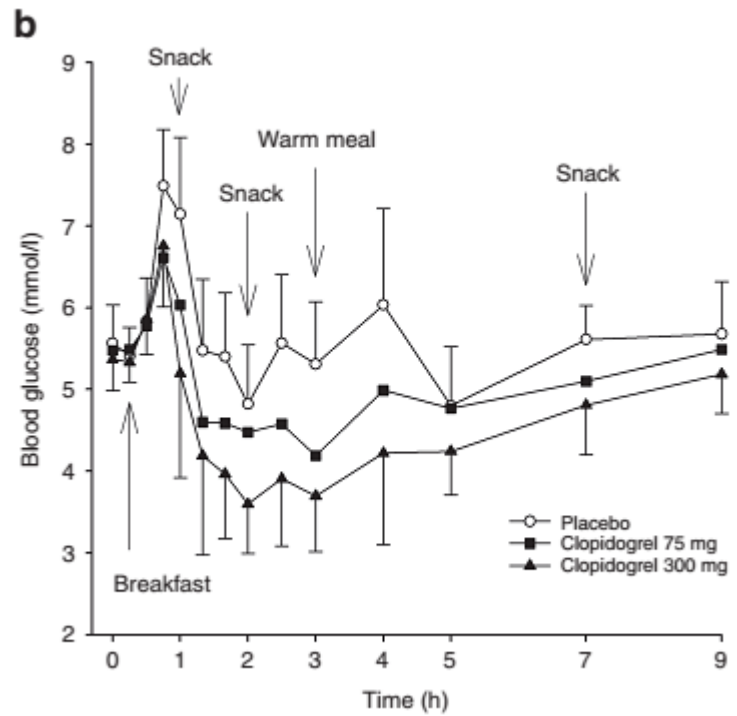 b
Snack
Warm meal
Snack
Snack
9
8
7
6
5
4
3
2
Blood glucose (mmol/l)
Breakfast
Placebo
Clopidogrel 75 mg
Clopidogrel 300 mg
0 1 2 3 4 5 7 9
Time (h)